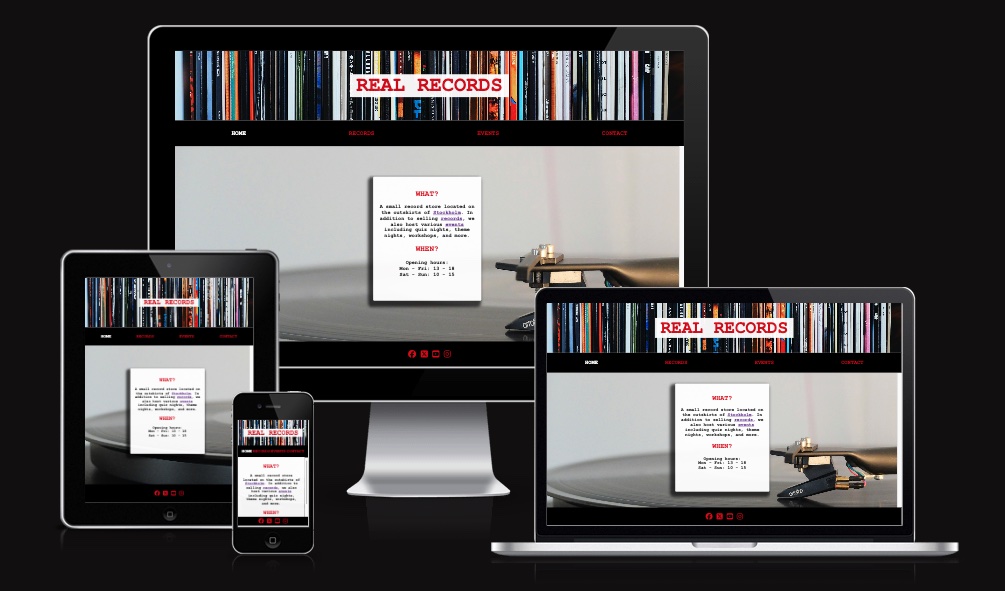 REAL RECORDS
HOME RECORDS EVENTS CONTACT
WHAT?
A small record store located on
the outskirts of Stockholm. In
addition to selling records, we
also host various events
including quiz nights, theme
nights, workshops, and more.
WHEN?
Opening hours:
Mon - Fri: 13 - 18
Sat - Sun: 10 - 15
REAL RECORDS
HOME RECORDS EVENTS CONTACT
WHAT?
A small record store located on
the outskirts of Stockholm. In
addition to selling records, we
also host various events
including quiz nights, theme
nights, workshops, and more.
WHEN?
Opening hours:
Mon - Fri: 13 - 18
Sat - Sun: 10 - 15
REAL RECORDS
HOME RECORDS EVENTS CONTACT
WHAT?
A small record store
located on the outskirts of
Stockholm. In addition to
selling records, we also
host various events
including quiz nights,
theme nights, workshops,
and more.
WHEN?
REAL RECORDS
HOME RECORDS EVENTS CONTACT
WHAT?
A small record store located on
the outskirts of Stockholm. In
addition to selling records, we
also host various events
including quiz nights, theme
nights, workshops, and more.
WHEN?
Opening hours:
Mon - Fri: 13 - 18
Sat - Sun: 10 - 15
ortofon